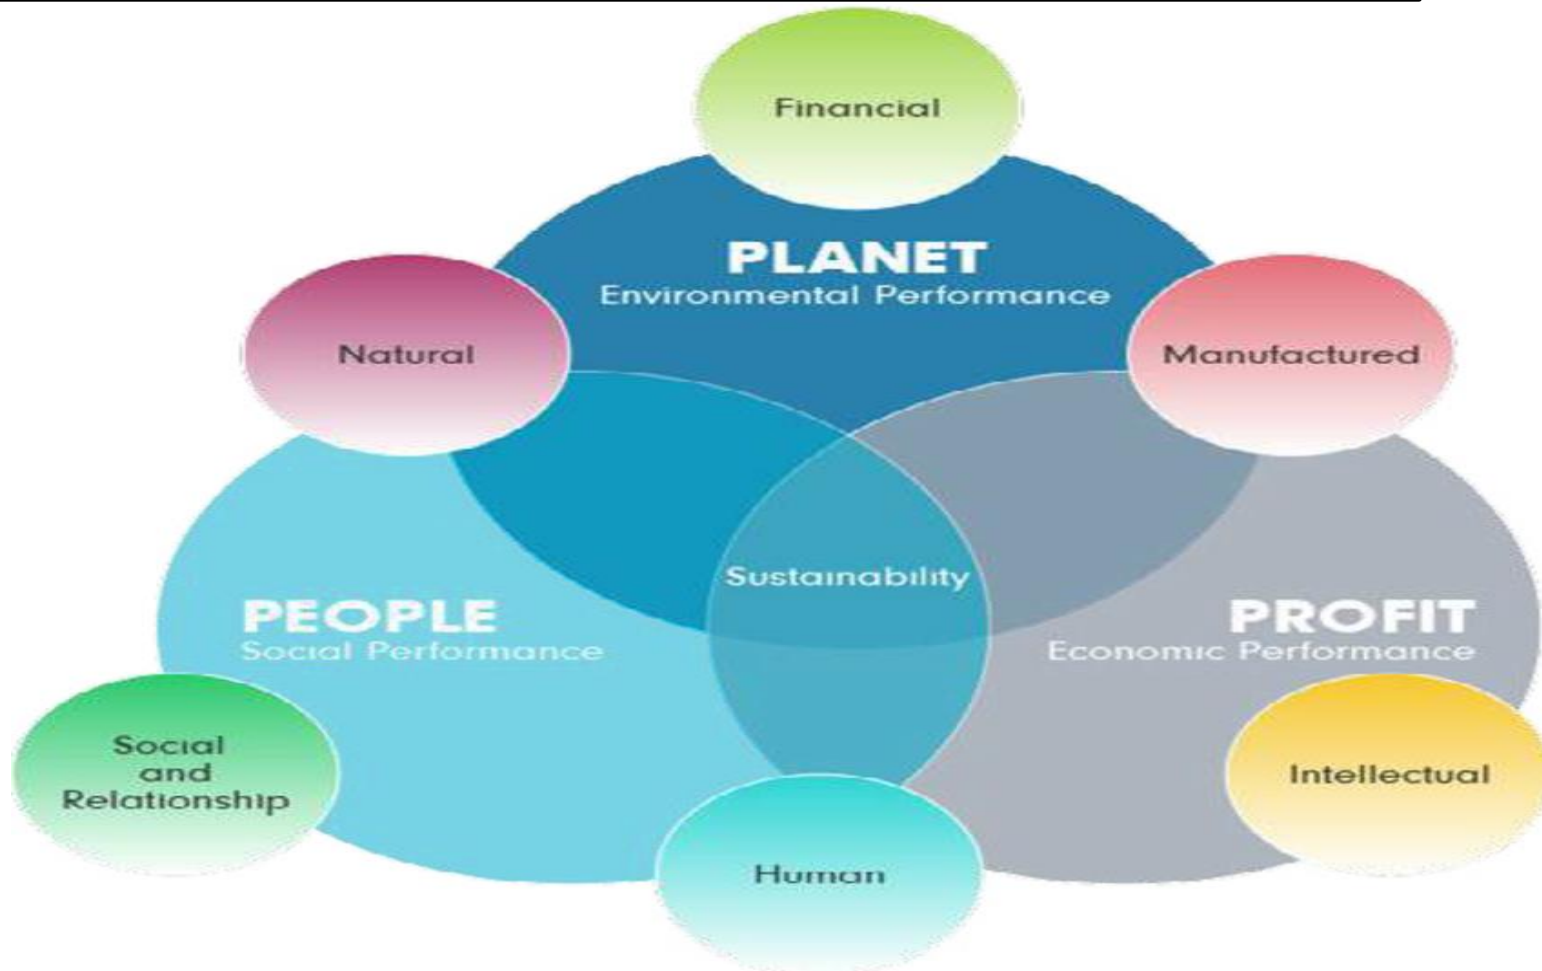 Financial
PLANET
Environmental Performance
Natural
Manufactured
Sustainability
PEOPLE
Social Performance
PROFIT
Economic Performance
Social
and
Relationship
Intellectual
Human